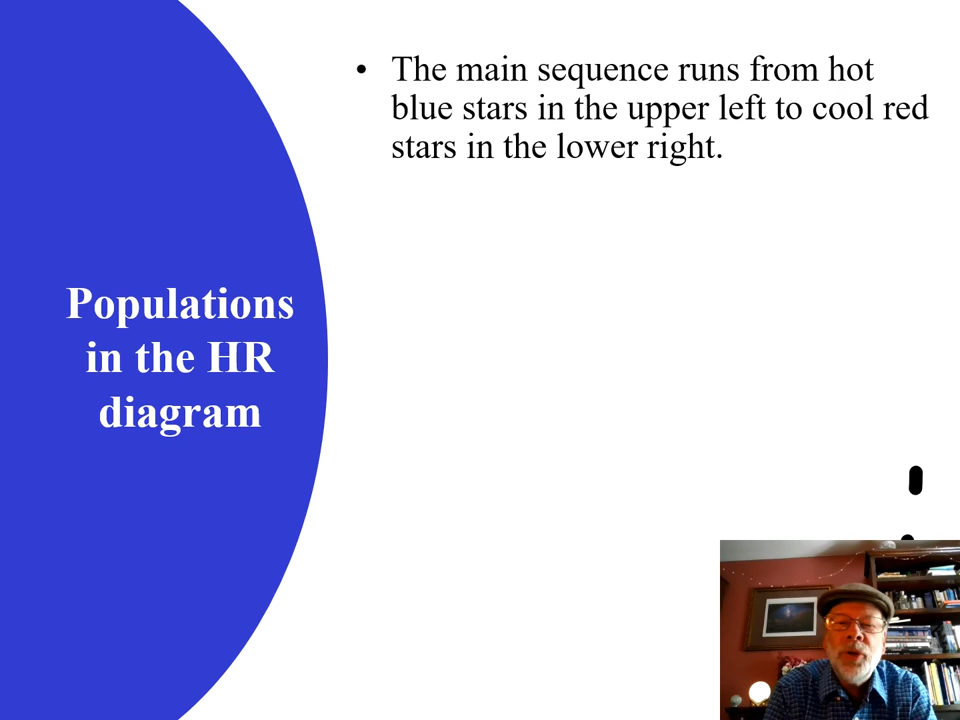 Populations
in the HR
diagram
• The main sequence runs from hot
blue stars in the upper left to cool red
stars in the lower right.